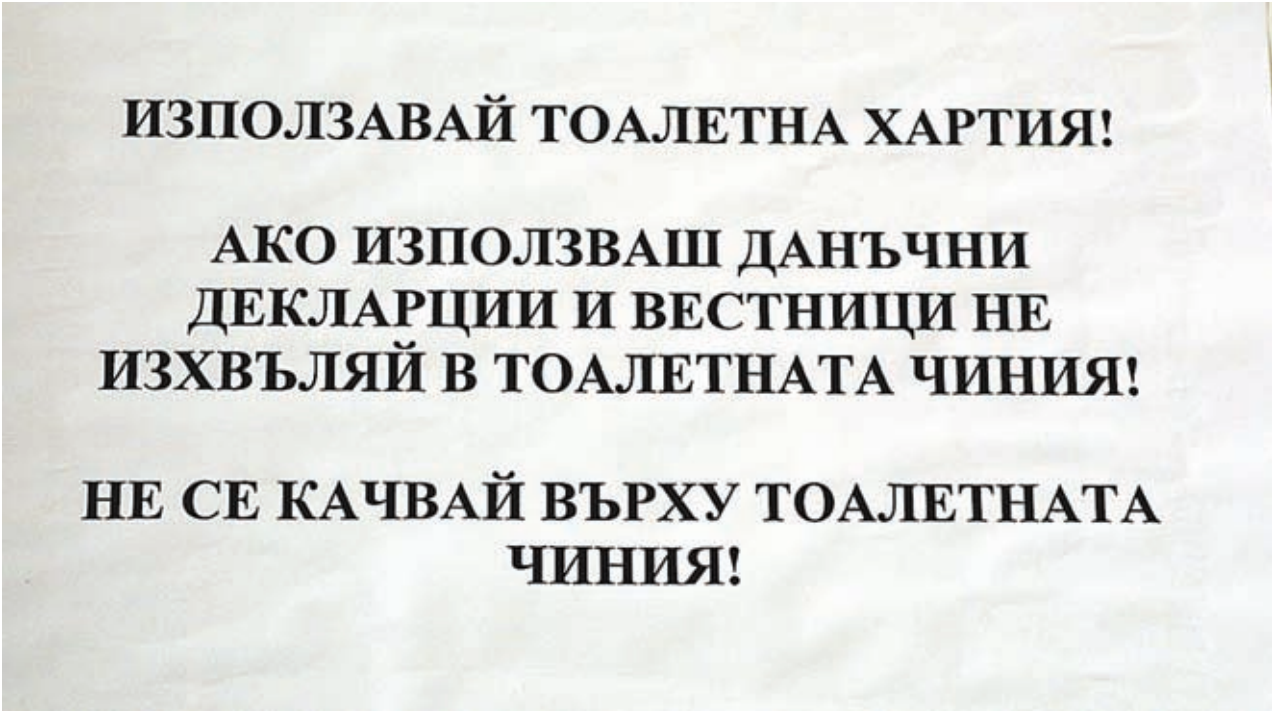 ИЗПОЛЗАВАЙ ТОАЛЕТНА ХАРТИЯ!
АКО ИЗПОЛЗВАШ ДАНЪЧНИ
ДЕКЛАРЦИИ И ВЕСТНИЦИ НЕ
ИЗХВЪЛЯЙ В ТОАЛЕТНАТА ЧИНИЯ!
НЕ СЕ КАЧВАЙ ВЪРХУ ТОАЛЕТНАТА
ЧИНИЯ!